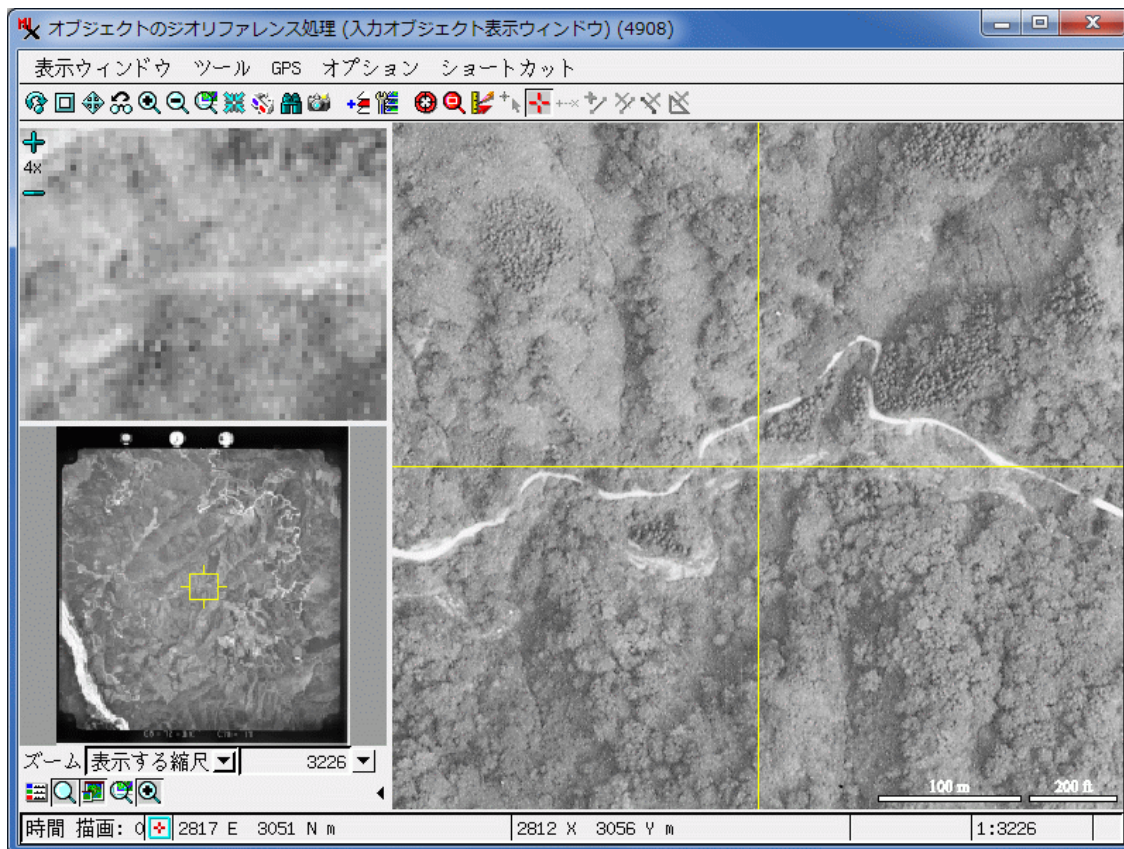 オブジェクトのジオリファレンス処理 (入力オブジェクト表示ウィンドウ) (4908)
表示ウィンドウ ツール GPS オプション ショートカット
4x
ズーム 表示する縮尺 3226
100 m 200 ft
時間 描画: 0 2817 E 3051 N m 2812 X 3056 Y m 1:3226